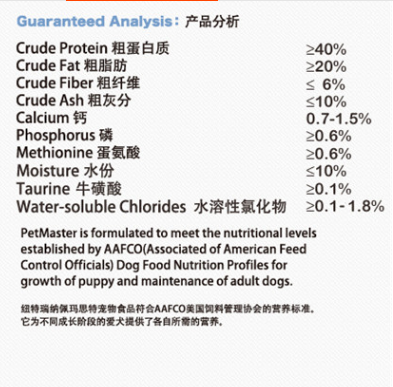 Guaranteed Analysis: 产品分析
Crude Protein 粗蛋白质 ≥40%
Crude Fat 粗脂肪 ≥20%
Crude Fiber 粗纤维 ≤ 6%
Crude Ash 粗灰分 ≤10%
Calcium 钙 0.7-1.5%
Phosphorus 磷 ≥0.6%
Methionine 蛋氨酸 ≥0.6%
Moisture 水份 ≤10%
Taurine 牛磺酸 ≥0.1%
Water-soluble Chlorides 水溶性氯化物 ≥0.1-1.8%
PetMaster is formulated to meet the nutritional levels
established by AAFCO(Associated of American Feed
Control Officials) Dog Food Nutrition Profiles for
growth of puppy and maintenance of adult dogs.
纽特瑞纳佩玛思特宠物食品符合AAFCO美国饲料管理协会的营养标准,
它为不同成长阶段的爱犬提供了各自所需的营养。